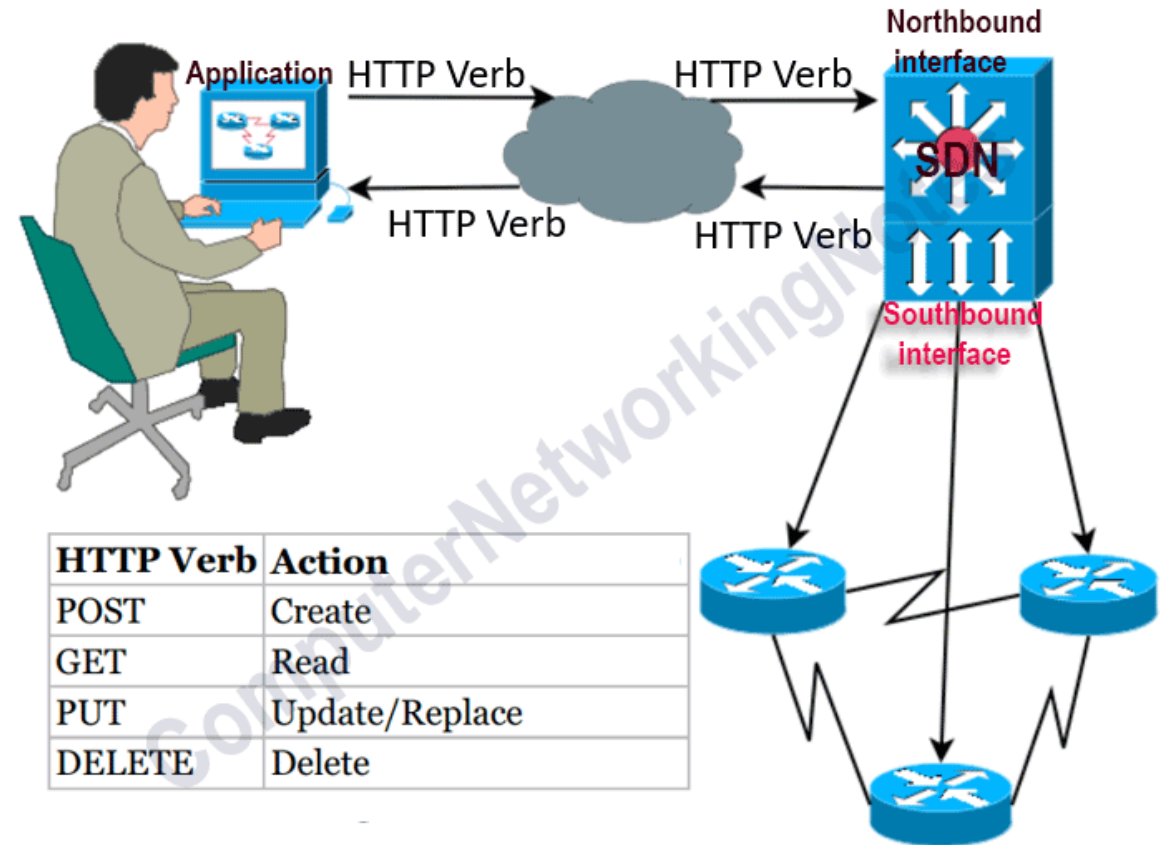 Northbound
interface
Application
HTTP Verb
HTTP Verb
SDN
HTTP Verb
HTTP Verb
Southbound
interface
HTTP Verb Action
POST Create
GET Read
PUT Update/Replace
DELETE Delete
ComputerNetworkingNotes